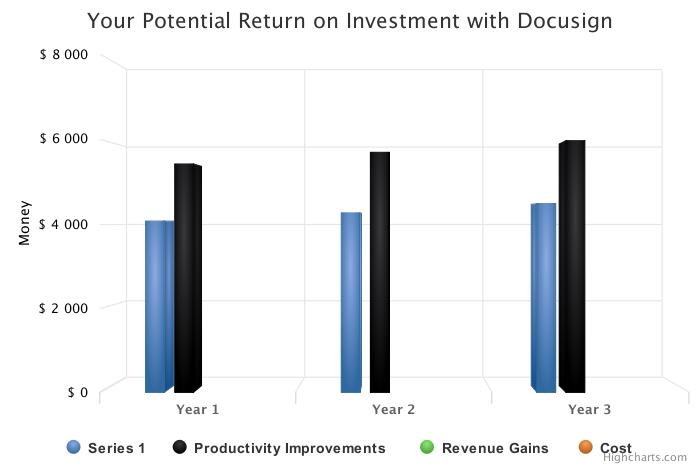 Your Potential Return on Investment with Docusign
$ 8 000
$ 6 000
$ 4 000
$ 2 000
$ 0
Money
Year 1
Year 2
Year 3
Series 1
Productivity Improvements
Revenue Gains
Cost
Highcharts.com